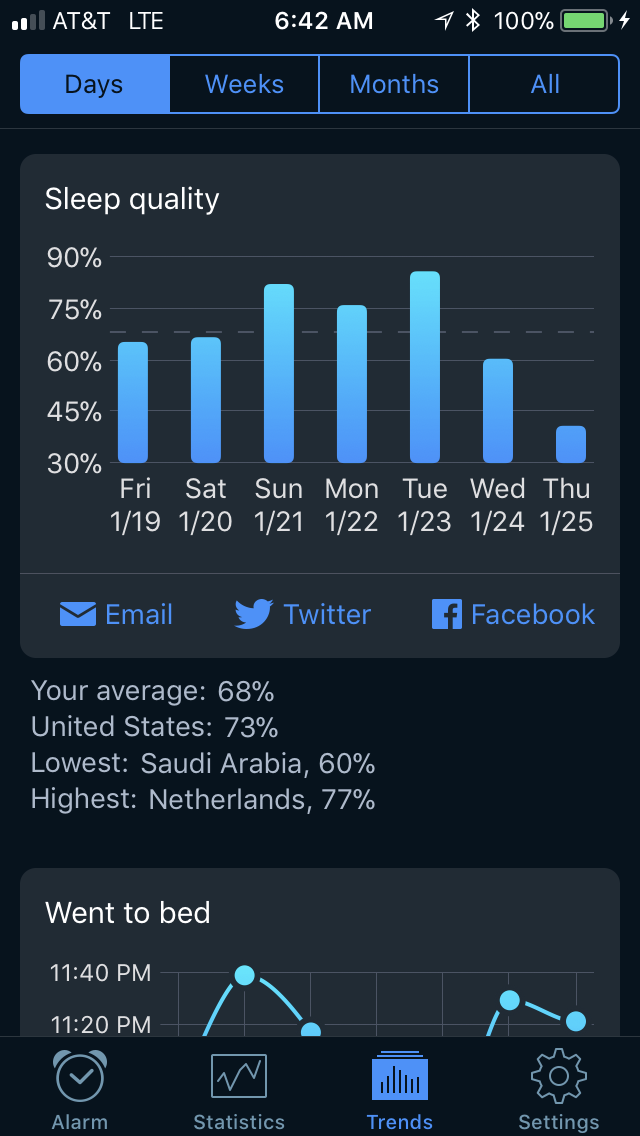 AT&T LTE 6:42 AM 100%
Days Weeks Months All
Sleep quality
90%
75%
60%
45%
30%
Fri Sat Sun Mon Tue Wed Thu
1/19 1/20 1/21 1/22 1/23 1/24 1/25
Email Twitter Facebook
Your average: 68%
United States: 73%
Lowest: Saudi Arabia, 60%
Highest: Netherlands, 77%
Went to bed
11:40 PM
11:20 PM
Alarm Statistics Trends Settings